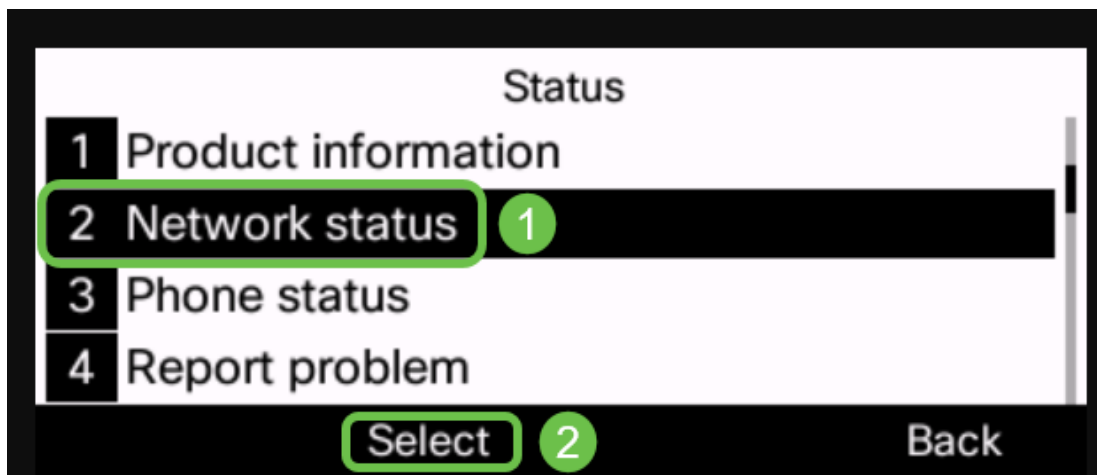 Status
1 Product information
2 Network status 1
3 Phone status
4 Report problem
Select 2 Back